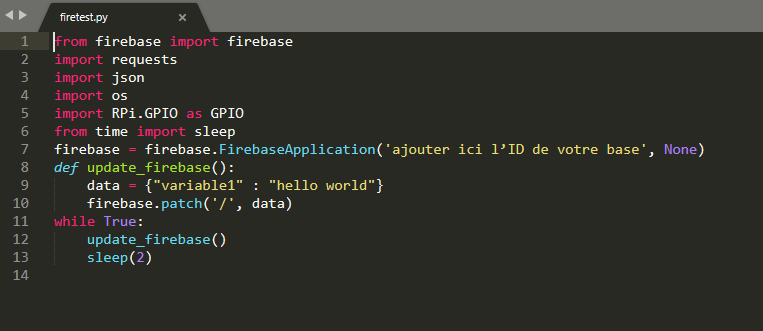 firetest.py ×
1 from firebase import firebase
2 import requests
3 import json
4 import os
5 import RPi.GPIO as GPIO
6 from time import sleep
7 firebase = firebase.FirebaseApplication('ajouter ici l’ID de votre base', None)
8 def update_firebase():
9     data = {"variable1" : "hello world"}
10     firebase.patch('/', data)
11 while True:
12     update_firebase()
13     sleep(2)
14